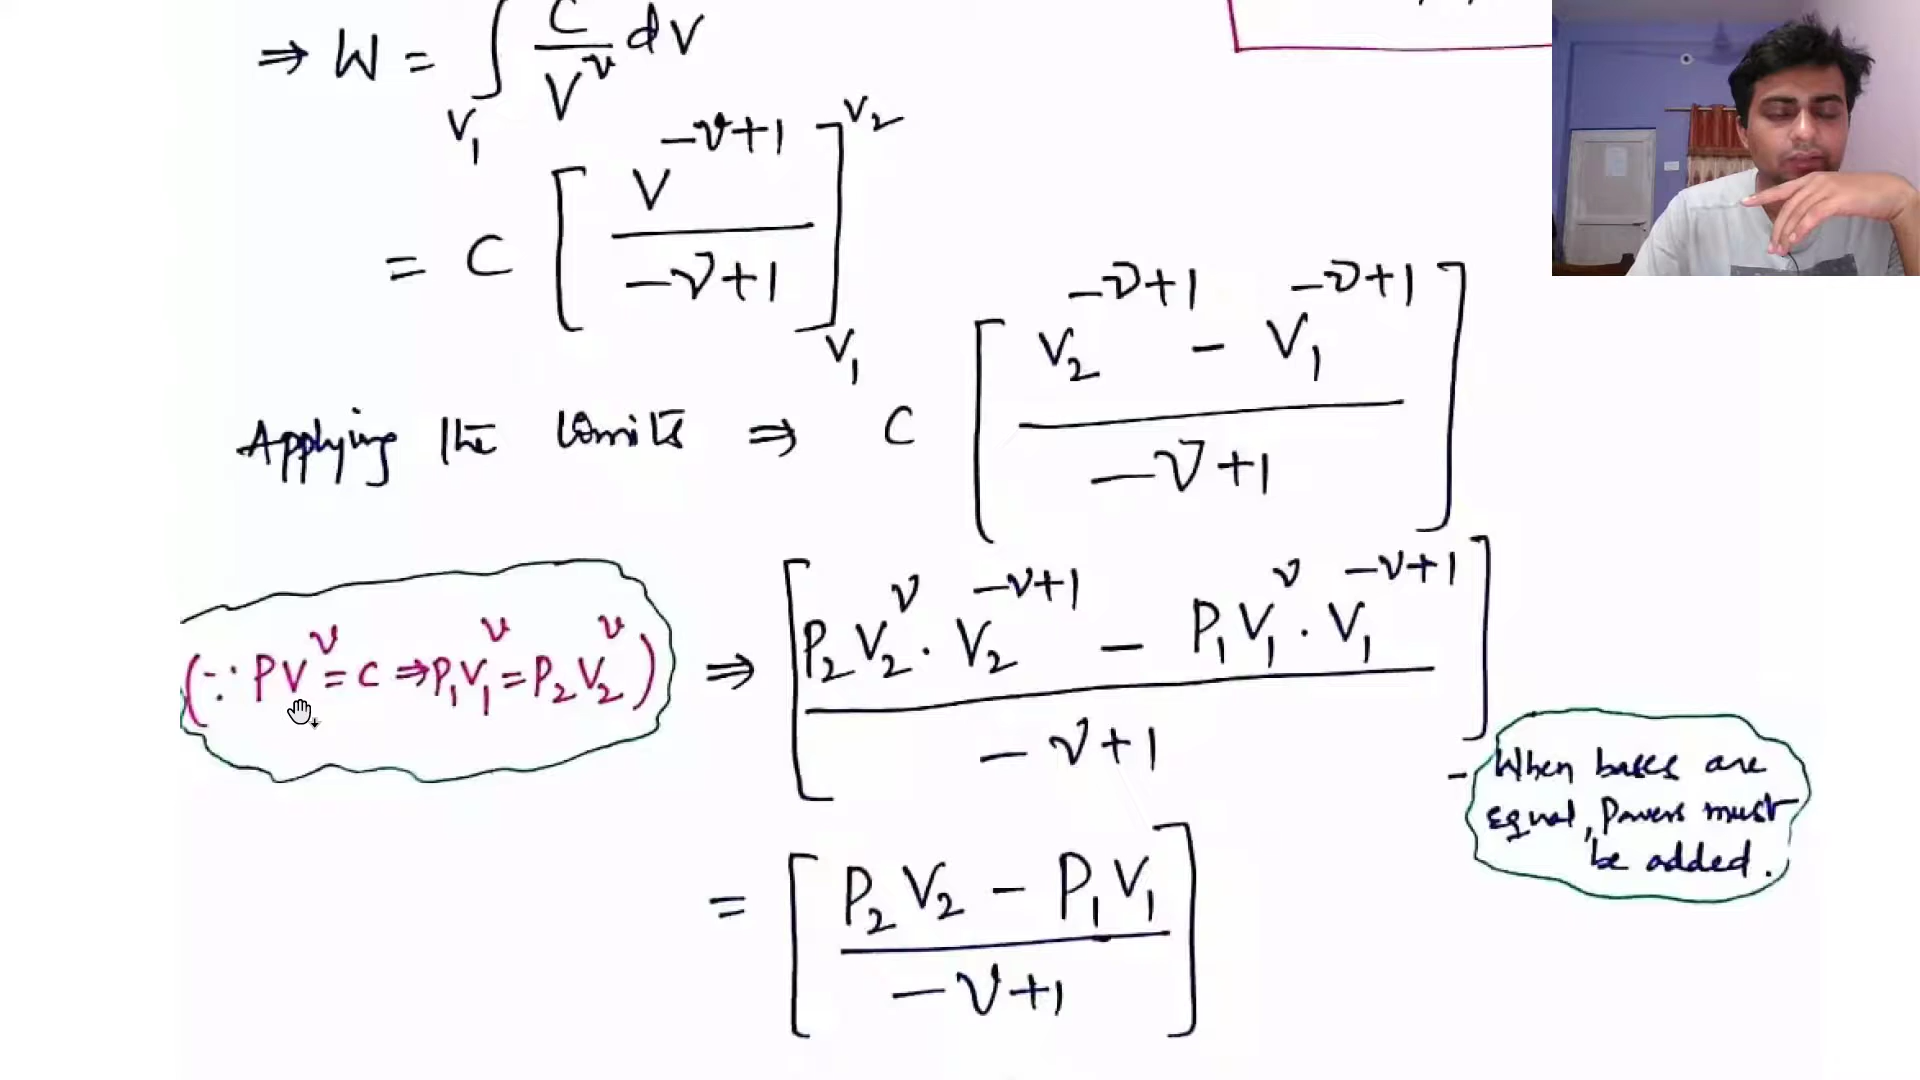 ⇒ W = ∫ C/V^ν dV
V₁
= C [ V^(-ν+1) / (-ν+1) ] V₂ V₁
Applying the limits ⇒ C [ (V₂^(-ν+1) - V₁^(-ν+1)) / (-ν+1) ]
(∵ PV^ν = C ⇒ P₁V₁^ν = P₂V₂^ν) ⇒ [ (P₂V₂^ν · V₂^(-ν+1) - P₁V₁^ν · V₁^(-ν+1)) / (-ν+1) ]
- When bases are
equal, Powers must
be added.
= [ (P₂V₂ - P₁V₁) / (-ν+1) ]